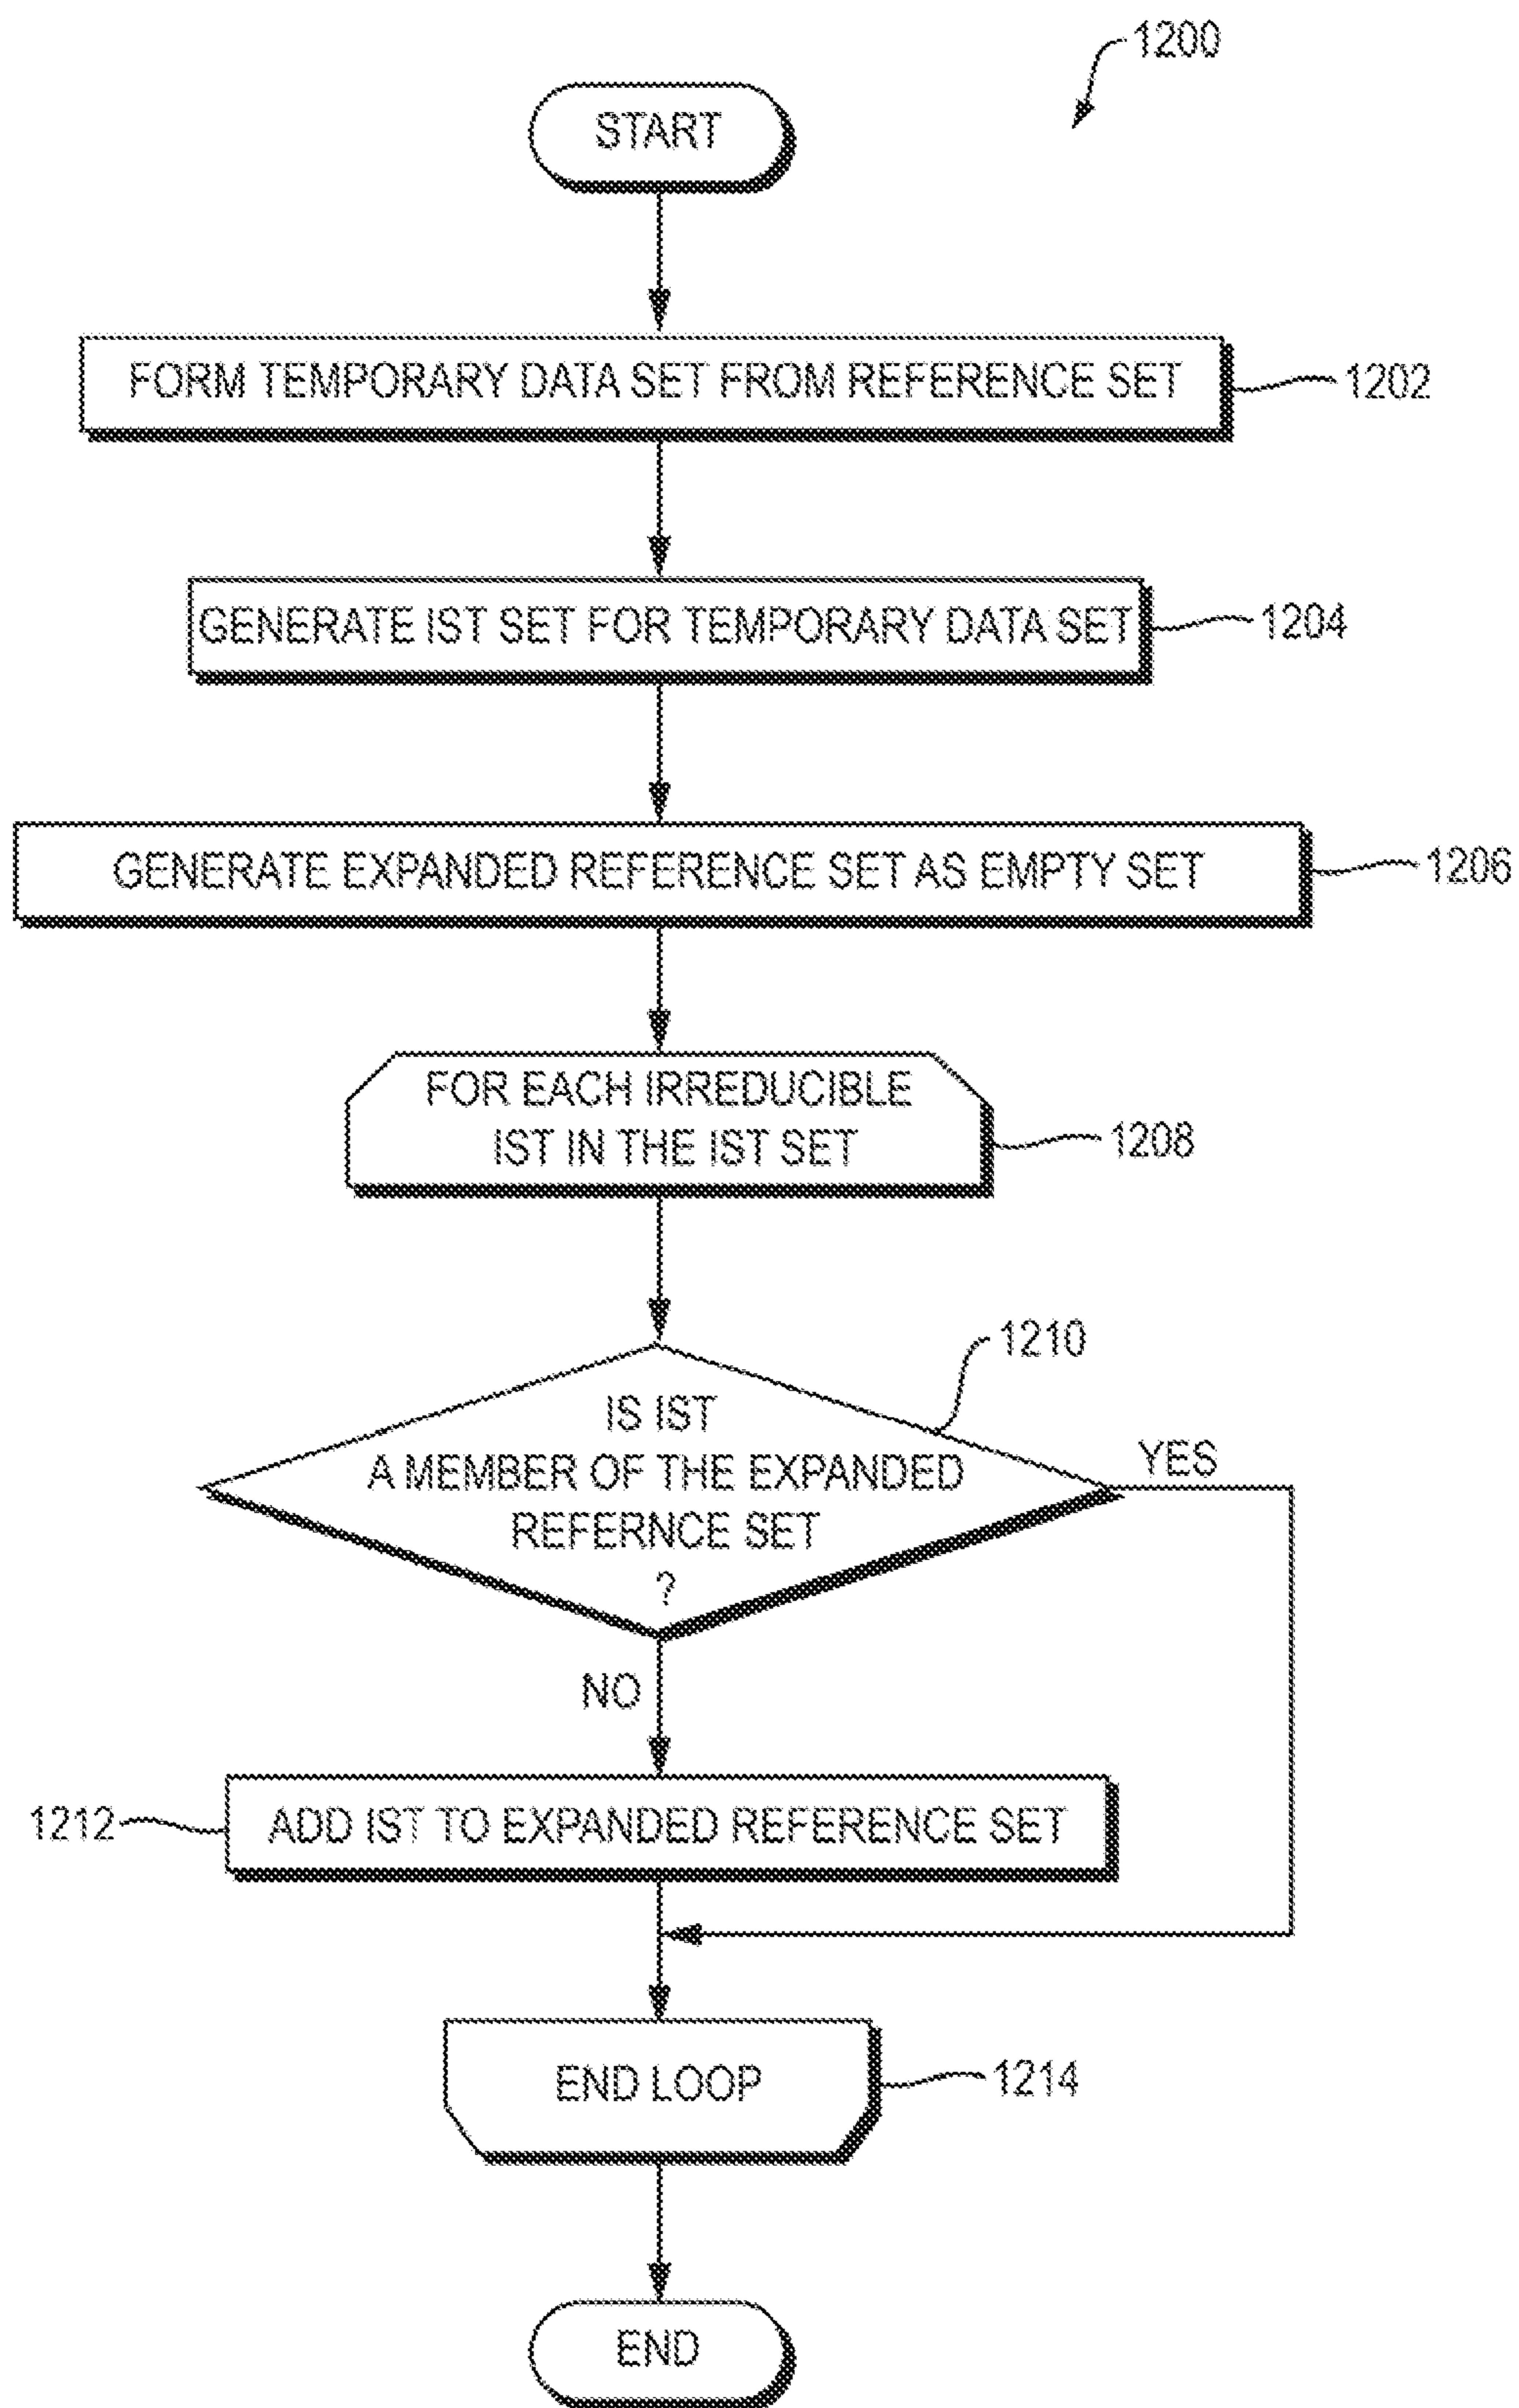 1200
START
FORM TEMPORARY DATA SET FROM REFERENCE SET
1202
GENERATE IST SET FOR TEMPORARY DATA SET
1204
GENERATE EXPANDED REFERENCE SET AS EMPTY SET
1206
FOR EACH IRREDUCIBLE
IST IN THE IST SET
1208
1210
IS IST
A MEMBER OF THE EXPANDED
REFERNCE SET
?
YES
NO
1212
ADD IST TO EXPANDED REFERENCE SET
END LOOP
1214
END